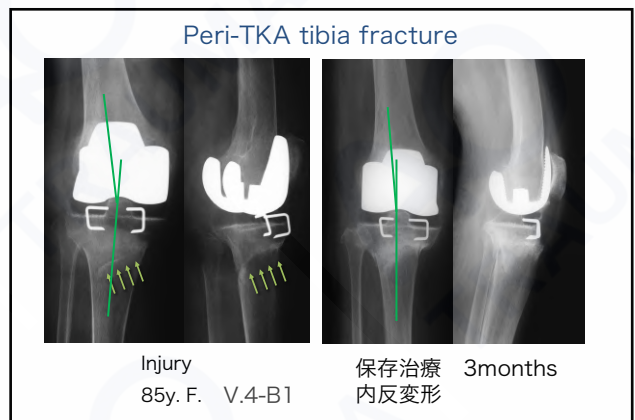 Peri-TKA tibia fracture
Injury
85y. F. V.4-B1
保存治療 3months
内反変形